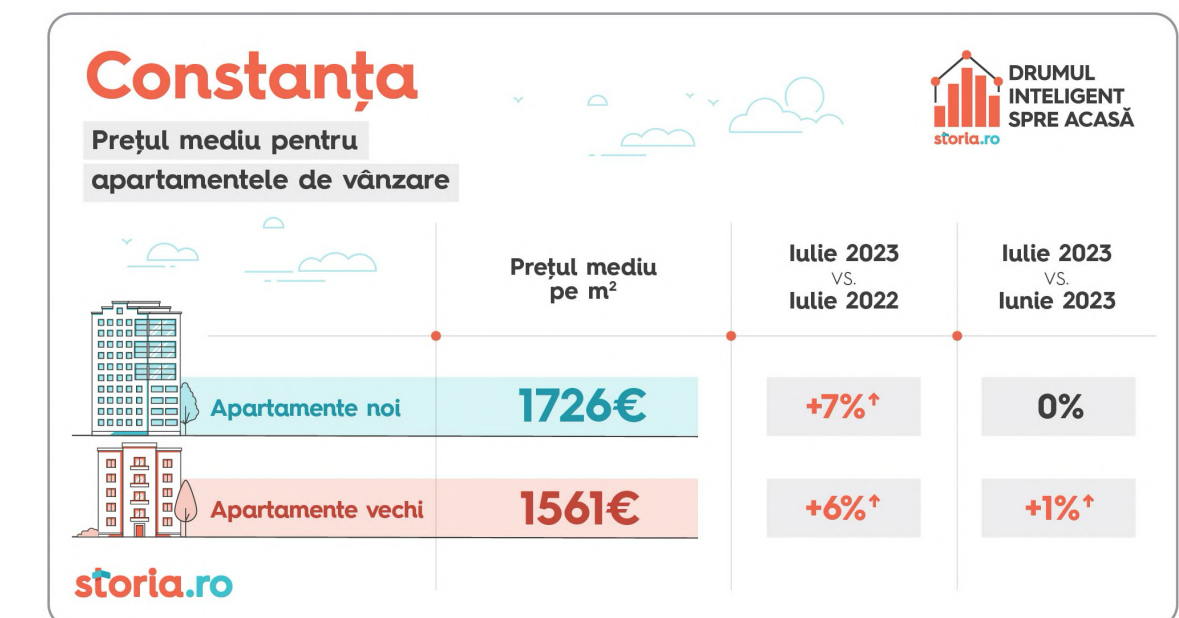 Constanța
Prețul mediu pentru
apartamentele de vânzare
DRUMUL
INTELIGENT
SPRE ACASĂ
storia.ro
Prețul mediu
pe m²
Iulie 2023
VS.
Iulie 2022
Iulie 2023
VS.
Iunie 2023
Apartamente noi
1726€
+7%↑
0%
Apartamente vechi
1561€
+6%↑
+1%↑
storia.ro